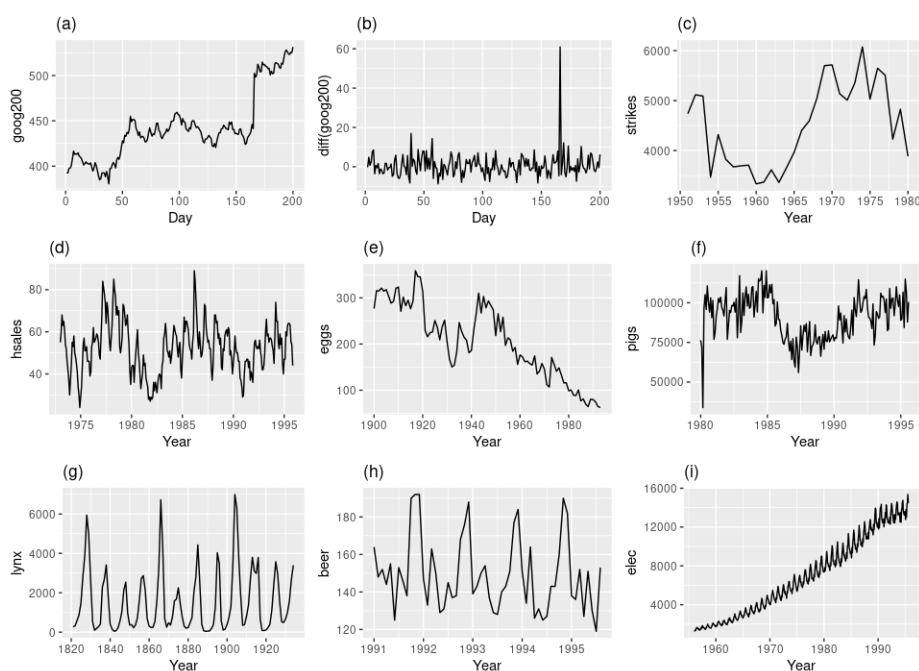 (a)
goog200
500
450
400
0 50 100 150 200
Day
(b)
diff(goog200)
60
40
20
0
0 50 100 150 200
Day
(c)
strikes
6000
5000
4000
1950 1955 1960 1965 1970 1975 1980
Year
(d)
hsales
80
60
40
1975 1980 1985 1990 1995
Year
(e)
eggs
300
200
100
1900 1920 1940 1960 1980
Year
(f)
pigs
100000
75000
50000
1980 1985 1990 1995
Year
(g)
lynx
6000
4000
2000
0
1820 1840 1860 1880 1900 1920
Year
(h)
beer
180
160
140
120
1991 1992 1993 1994 1995
Year
(i)
elec
16000
12000
8000
4000
1960 1970 1980 1990
Year